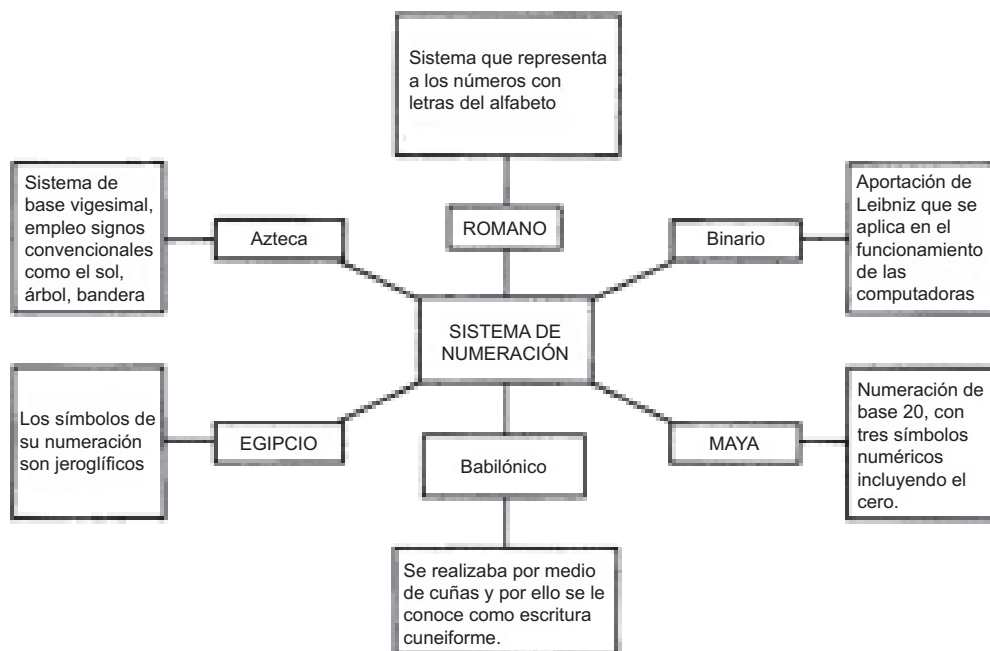 Sistema que representa
a los números con
letras del alfabeto
ROMANO
Sistema de
base vigesimal,
empleo signos
convencionales
como el sol,
árbol, bandera
Azteca
Binario
Aportación de
Leibniz que se
aplica en el
funcionamiento
de las
computadoras
SISTEMA DE
NUMERACIÓN
Los símbolos de
su numeración
son jeroglíficos
EGIPCIO
Babilónico
MAYA
Numeración de
base 20, con
tres símbolos
numéricos
incluyendo el
cero.
Se realizaba por medio
de cuñas y por ello se le
conoce como escritura
cuneiforme.